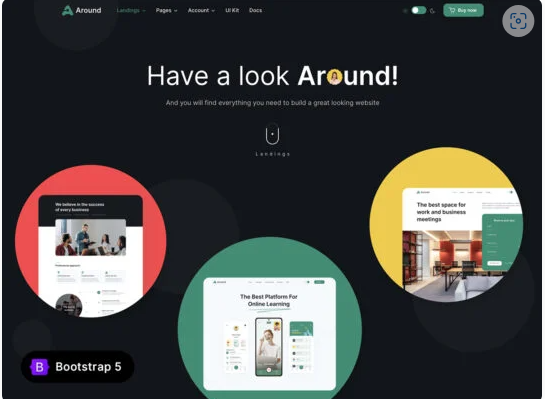 Around
Landings
Pages
Account
UI Kit
Docs
Buy now
Have a look Around!
And you will find everything you need to build a great looking website
Landings
We believe in the success
of every business
Around
The best space for
work and business
meetings
Around
The Best Platform For
Online Learning
B
Bootstrap 5